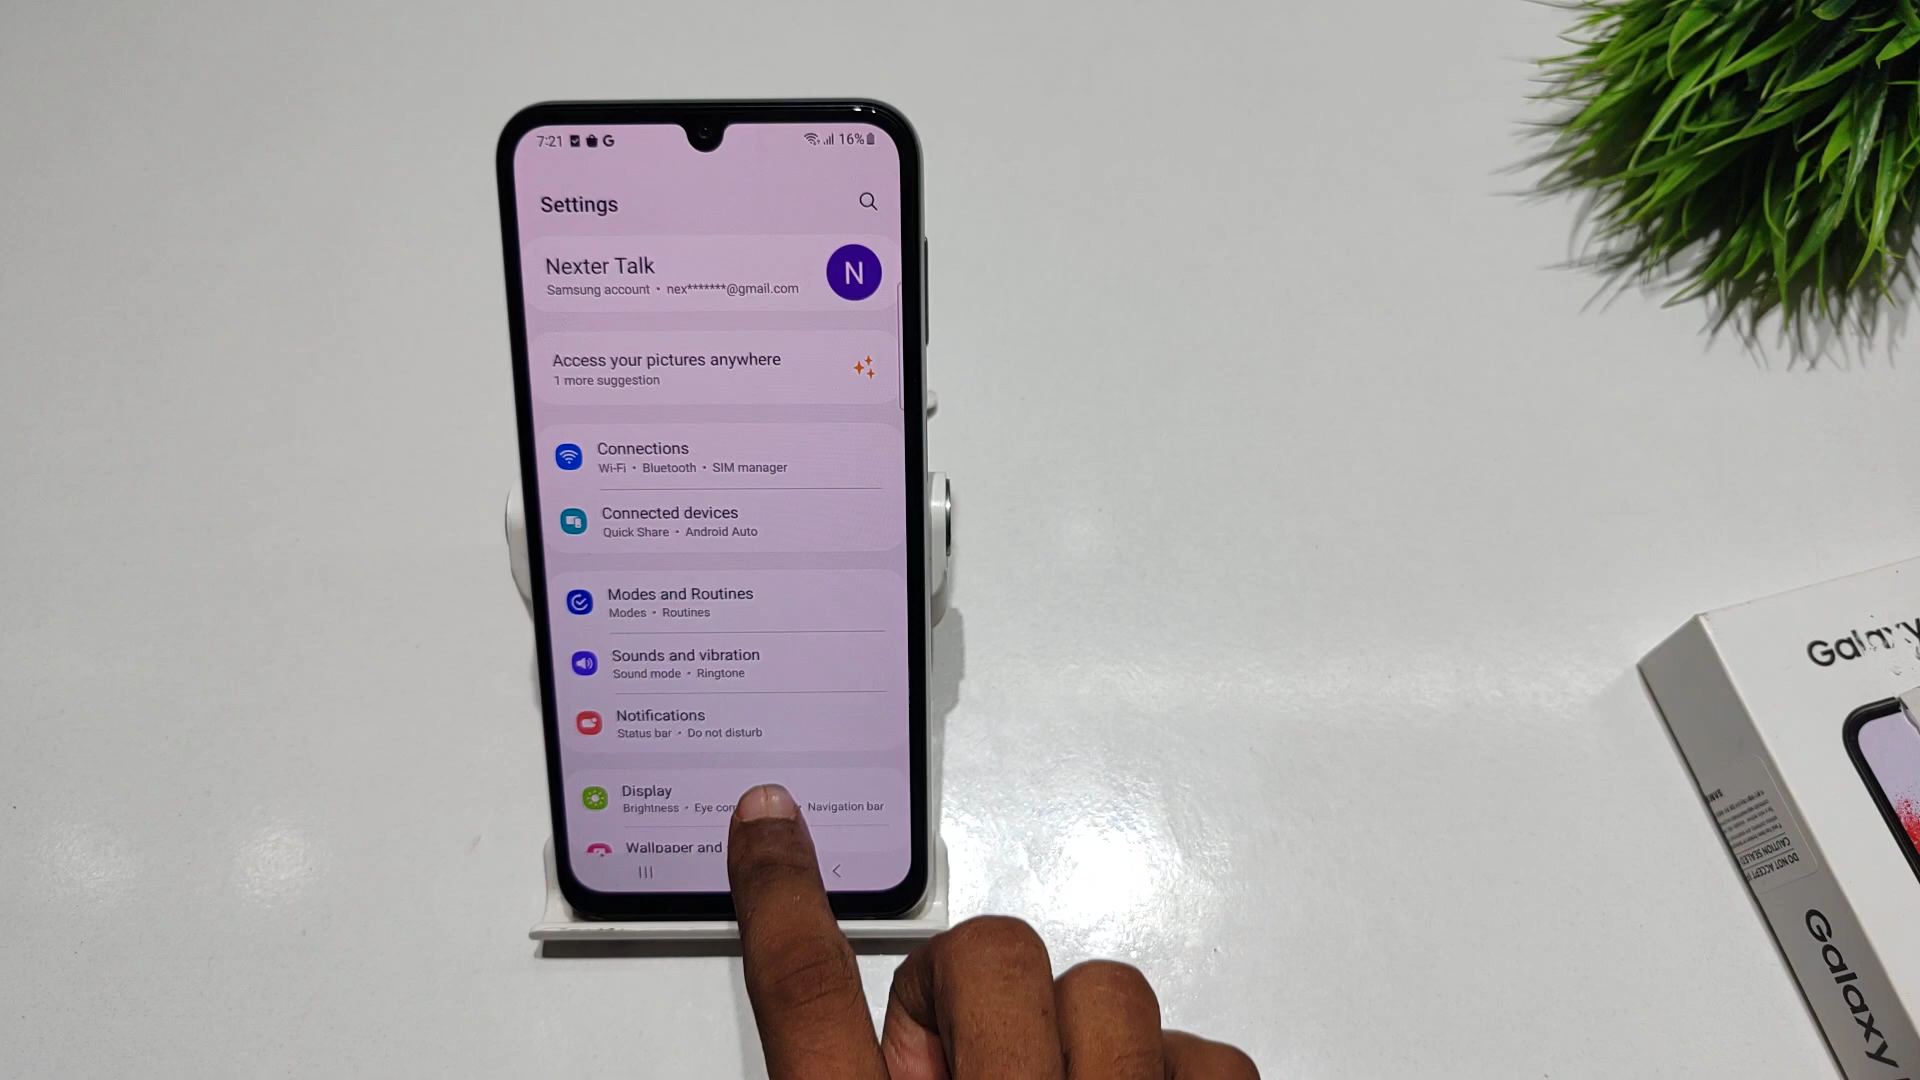 7:21 G 16%
Settings
Nexter Talk
N
Samsung account • nex*******@gmail.com
Access your pictures anywhere
1 more suggestion
Connections
Wi-Fi • Bluetooth • SIM manager
Connected devices
Quick Share • Android Auto
Modes and Routines
Modes • Routines
Sounds and vibration
Sound mode • Ringtone
Notifications
Status bar • Do not disturb
Display
Brightness • Eye • Navigation bar
Wallpaper and
Galaxy
DO NOT ACCEPT
CAUTION SEALED
Galaxy